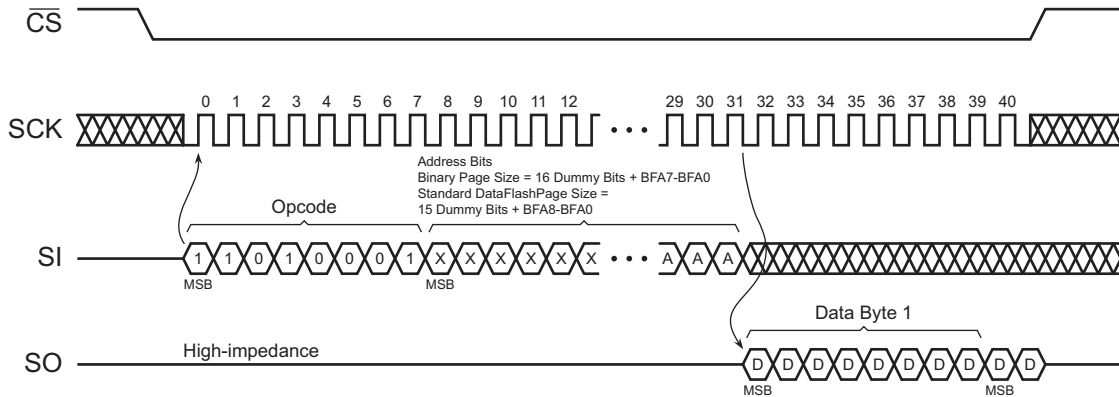 CS
0 1 2 3 4 5 6 7 8 9 10 11 12 29 30 31 32 33 34 35 36 37 38 39 40
SCK
Address Bits
Binary Page Size = 16 Dummy Bits + BFA7-BFA0
Standard DataFlashPage Size =
15 Dummy Bits + BFA8-BFA0
Opcode
SI 1 1 0 1 0 0 0 1 X X X X X X A A A
MSB MSB
Data Byte 1
High-impedance
SO D D D D D D D D D D
MSB MSB